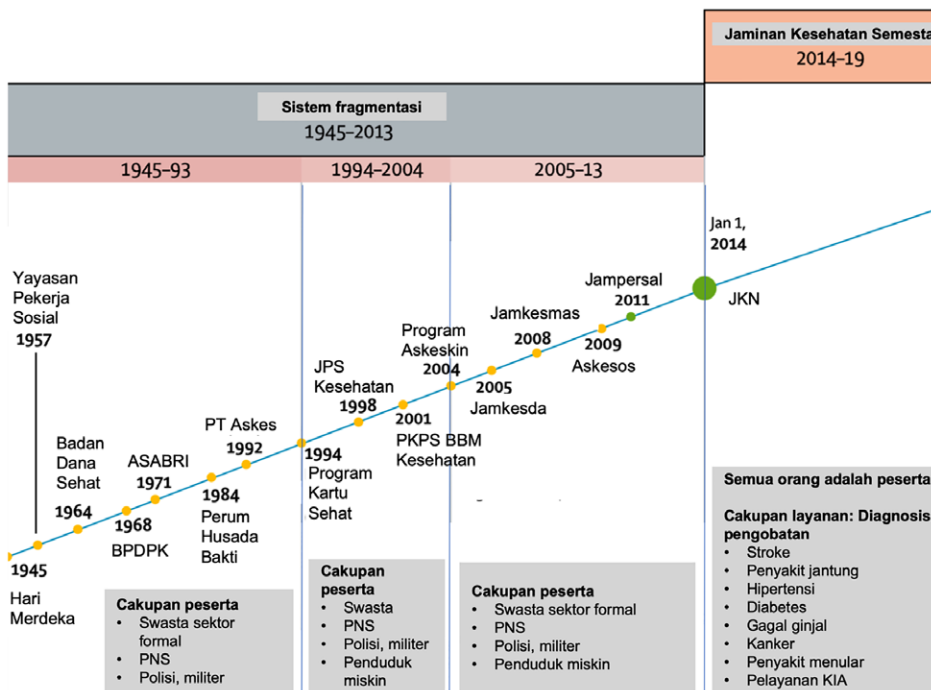 Jaminan Kesehatan Semesta
2014–19
Sistem fragmentasi
1945–2013
1945–93
1994–2004
2005–13
Jan 1,
2014
JKN
Yayasan
Pekerja
Sosial
1957
1945
Hari
Merdeka
Badan
Dana
Sehat
1964
1968
BPDPK
ASABRI
1971
1984
Perum
Husada
Bakti
PT Askes
1992
1994
Program
Kartu
Sehat
JPS
Kesehatan
1998
2001
PKPS BBM
Kesehatan
Program
Askeskin
2004
2005
Jamkesda
Jamkesmas
2008
2009
Askesos
Jampersal
2011
Cakupan peserta
• Swasta sektor
formal
• PNS
• Polisi, militer
Cakupan
peserta
• Swasta
• PNS
• Polisi, militer
• Penduduk
miskin
Cakupan peserta
• Swasta sektor formal
• PNS
• Polisi, militer
• Penduduk miskin
Semua orang adalah peserta
Cakupan layanan: Diagnosis
pengobatan
• Stroke
• Penyakit jantung
• Hipertensi
• Diabetes
• Gagal ginjal
• Kanker
• Penyakit menular
• Pelayanan KIA